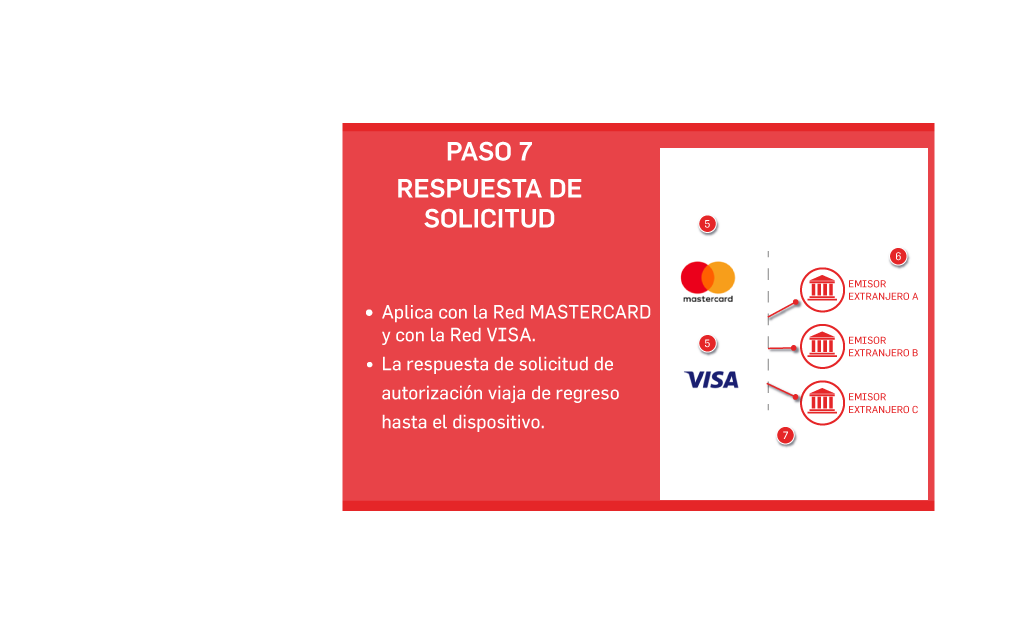 PASO 7
RESPUESTA DE
SOLICITUD
• Aplica con la Red MASTERCARD
y con la Red VISA.
• La respuesta de solicitud de
autorización viaja de regreso
hasta el dispositivo.
5
6
mastercard
EMISOR
EXTRANJERO A
5
EMISOR
EXTRANJERO B
VISA
EMISOR
EXTRANJERO C
7